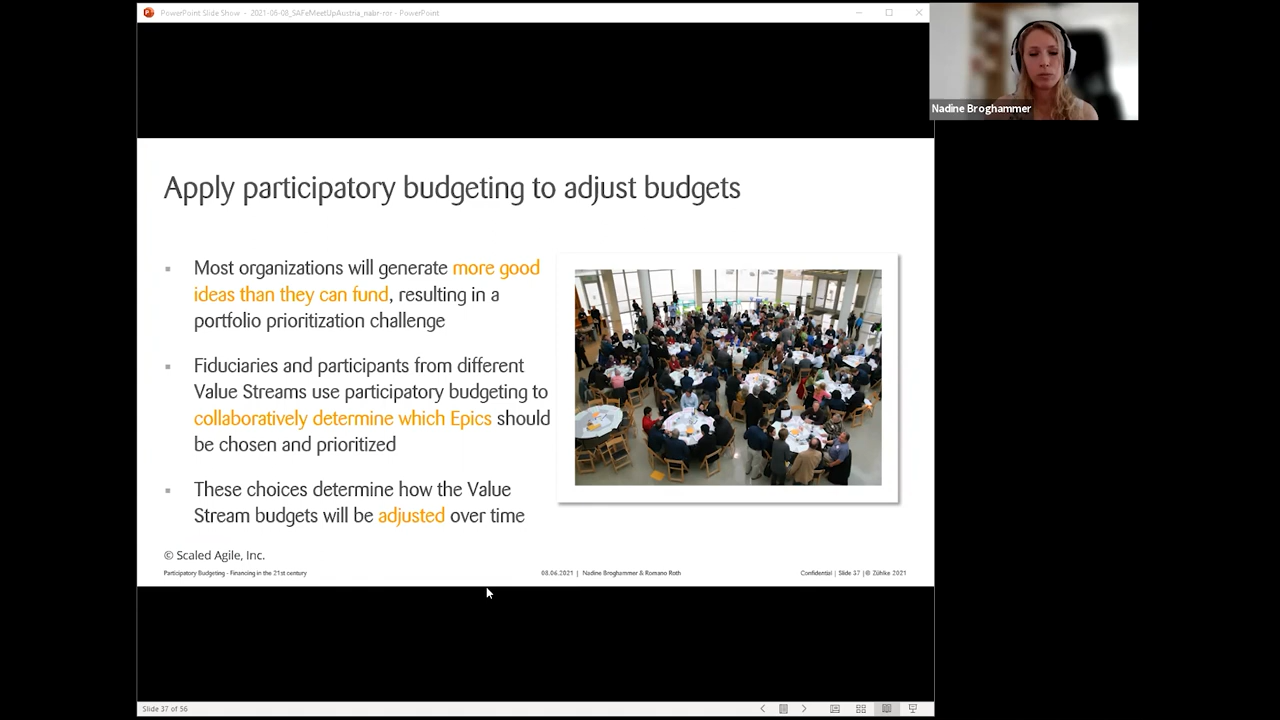 PowerPoint Slide Show - 2021-06-08_SAFeMeetUpAustria_nabr-ror - PowerPoint
Nadine Broghammer
Apply participatory budgeting to adjust budgets
Most organizations will generate more good
ideas than they can fund, resulting in a
portfolio prioritization challenge
Fiduciaries and participants from different
Value Streams use participatory budgeting to
collaboratively determine which Epics should
be chosen and prioritized
These choices determine how the Value
Stream budgets will be adjusted over time
© Scaled Agile, Inc.
Participatory Budgeting - Financing in the 21st century
08.06.2021 | Nadine Broghammer & Romano Roth
Confidential | Slide 37 | © Zühlke 2021
Slide 37 of 56